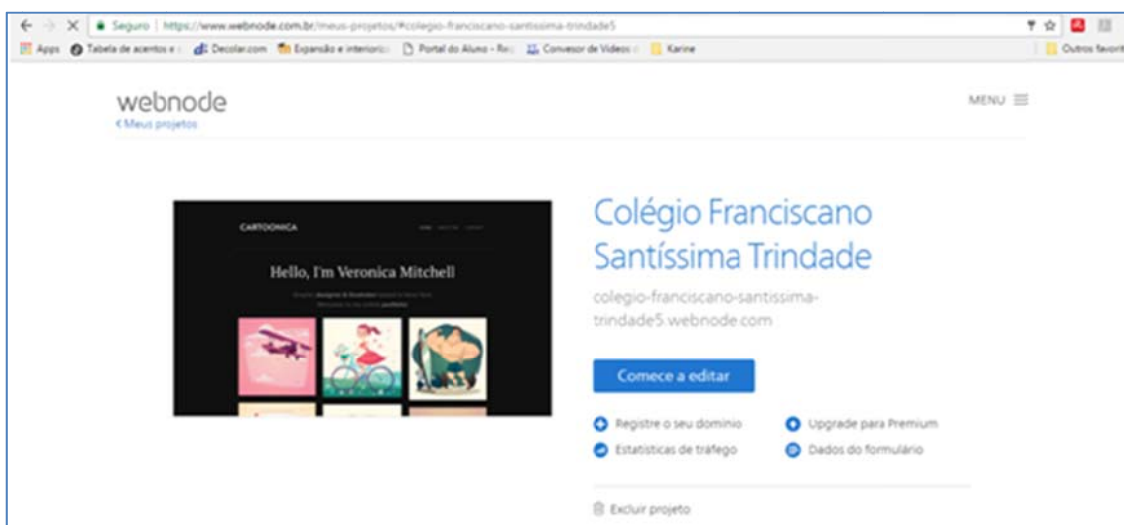 Seguro | https://www.webnode.com.br/meus-projetos/#colegio-franciscano-santissima-trindade5
Apps Tabela de acentos e Decolar.com Expansão e interioriz Portal do Aluno - Convesor de Videos Karine Outros favorit
webnode
MENU
Meus projetos
CARTOONICA
Hello, I'm Veronica Mitchell
Colégio Franciscano
Santíssima Trindade
colegio-franciscano-santissima-
trindade5.webnode.com
Comece a editar
Registre o seu domínio Upgrade para Premium
Estatísticas de tráfego Dados do formulário
Excluir projeto